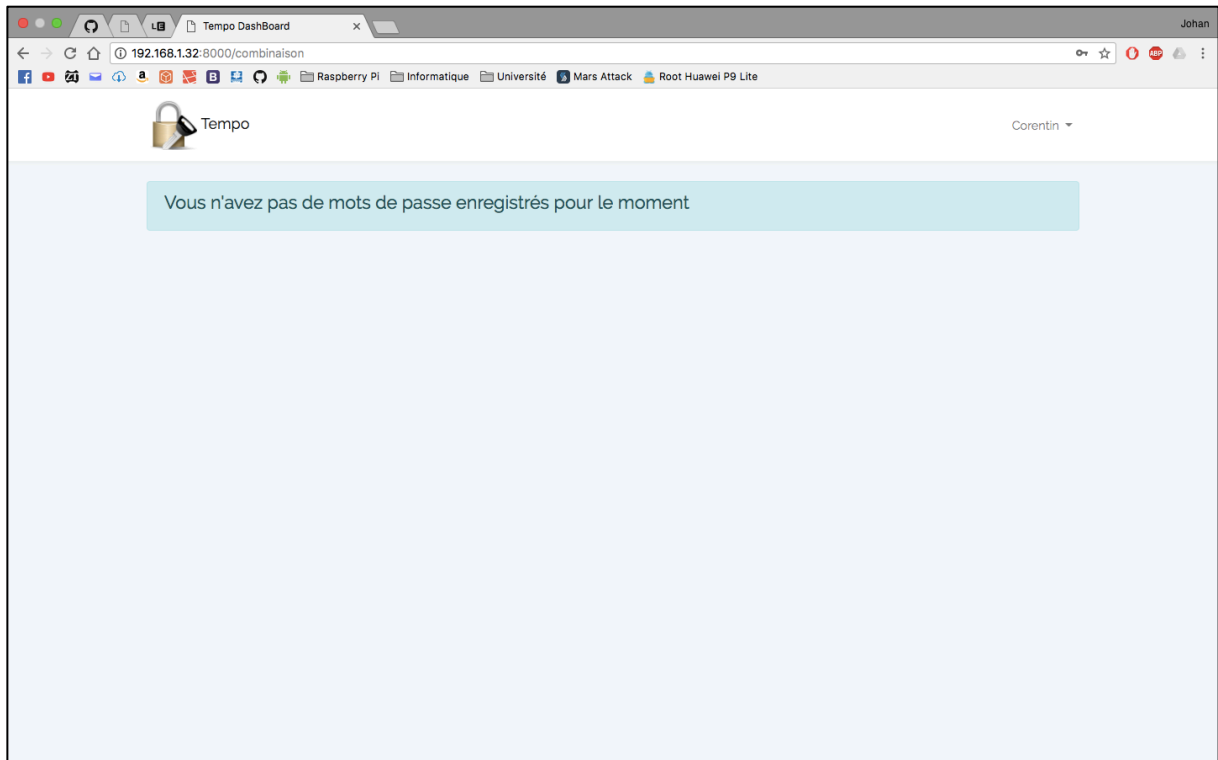 Tempo DashBoard
Johan
192.168.1.32:8000/combinaison
ABP
a B Raspberry Pi Informatique Université Mars Attack Root Huawei P9 Lite
Tempo
Corentin
Vous n'avez pas de mots de passe enregistrés pour le moment